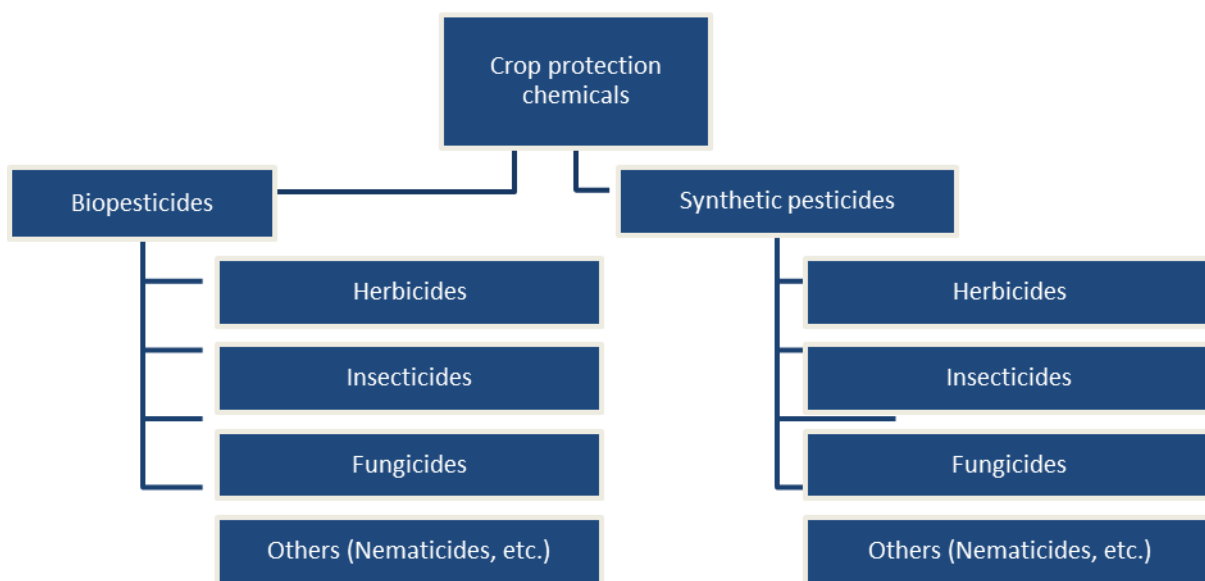 Crop protection
chemicals
Biopesticides
Synthetic pesticides
Herbicides
Herbicides
Insecticides
Insecticides
Fungicides
Fungicides
Others (Nematicides, etc.)
Others (Nematicides, etc.)